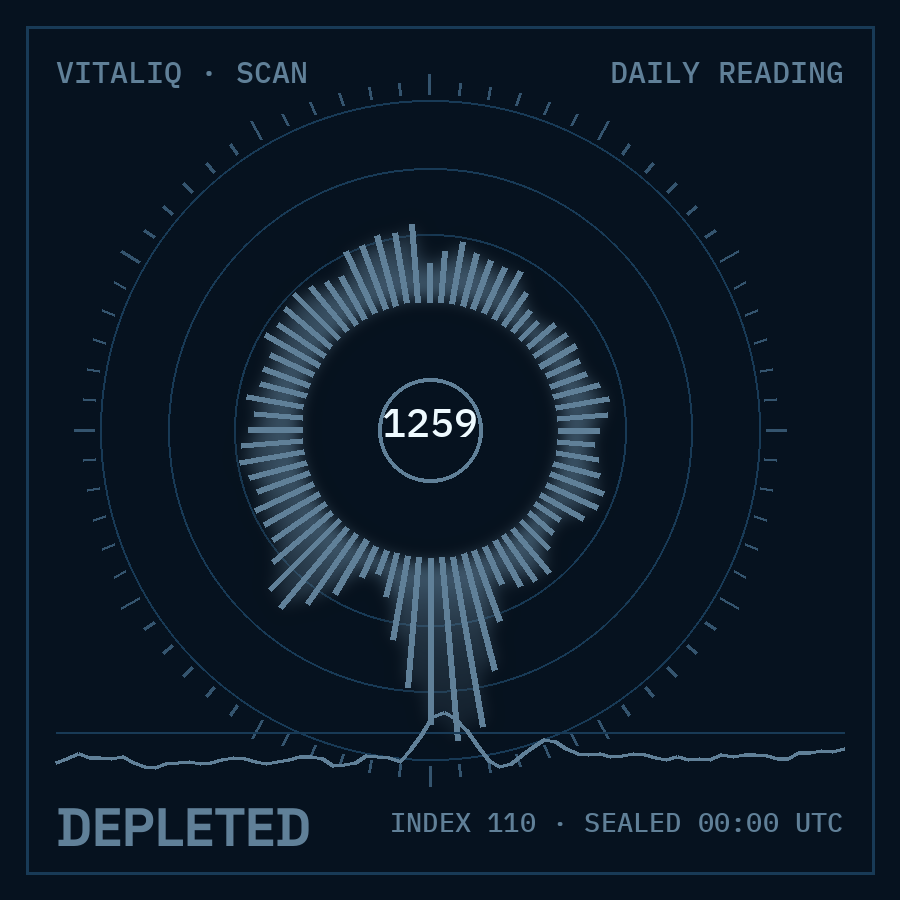 VITALIQ · SCAN
DAILY READING
1259
DEPLETED
INDEX 110 · SEALED 00:00 UTC